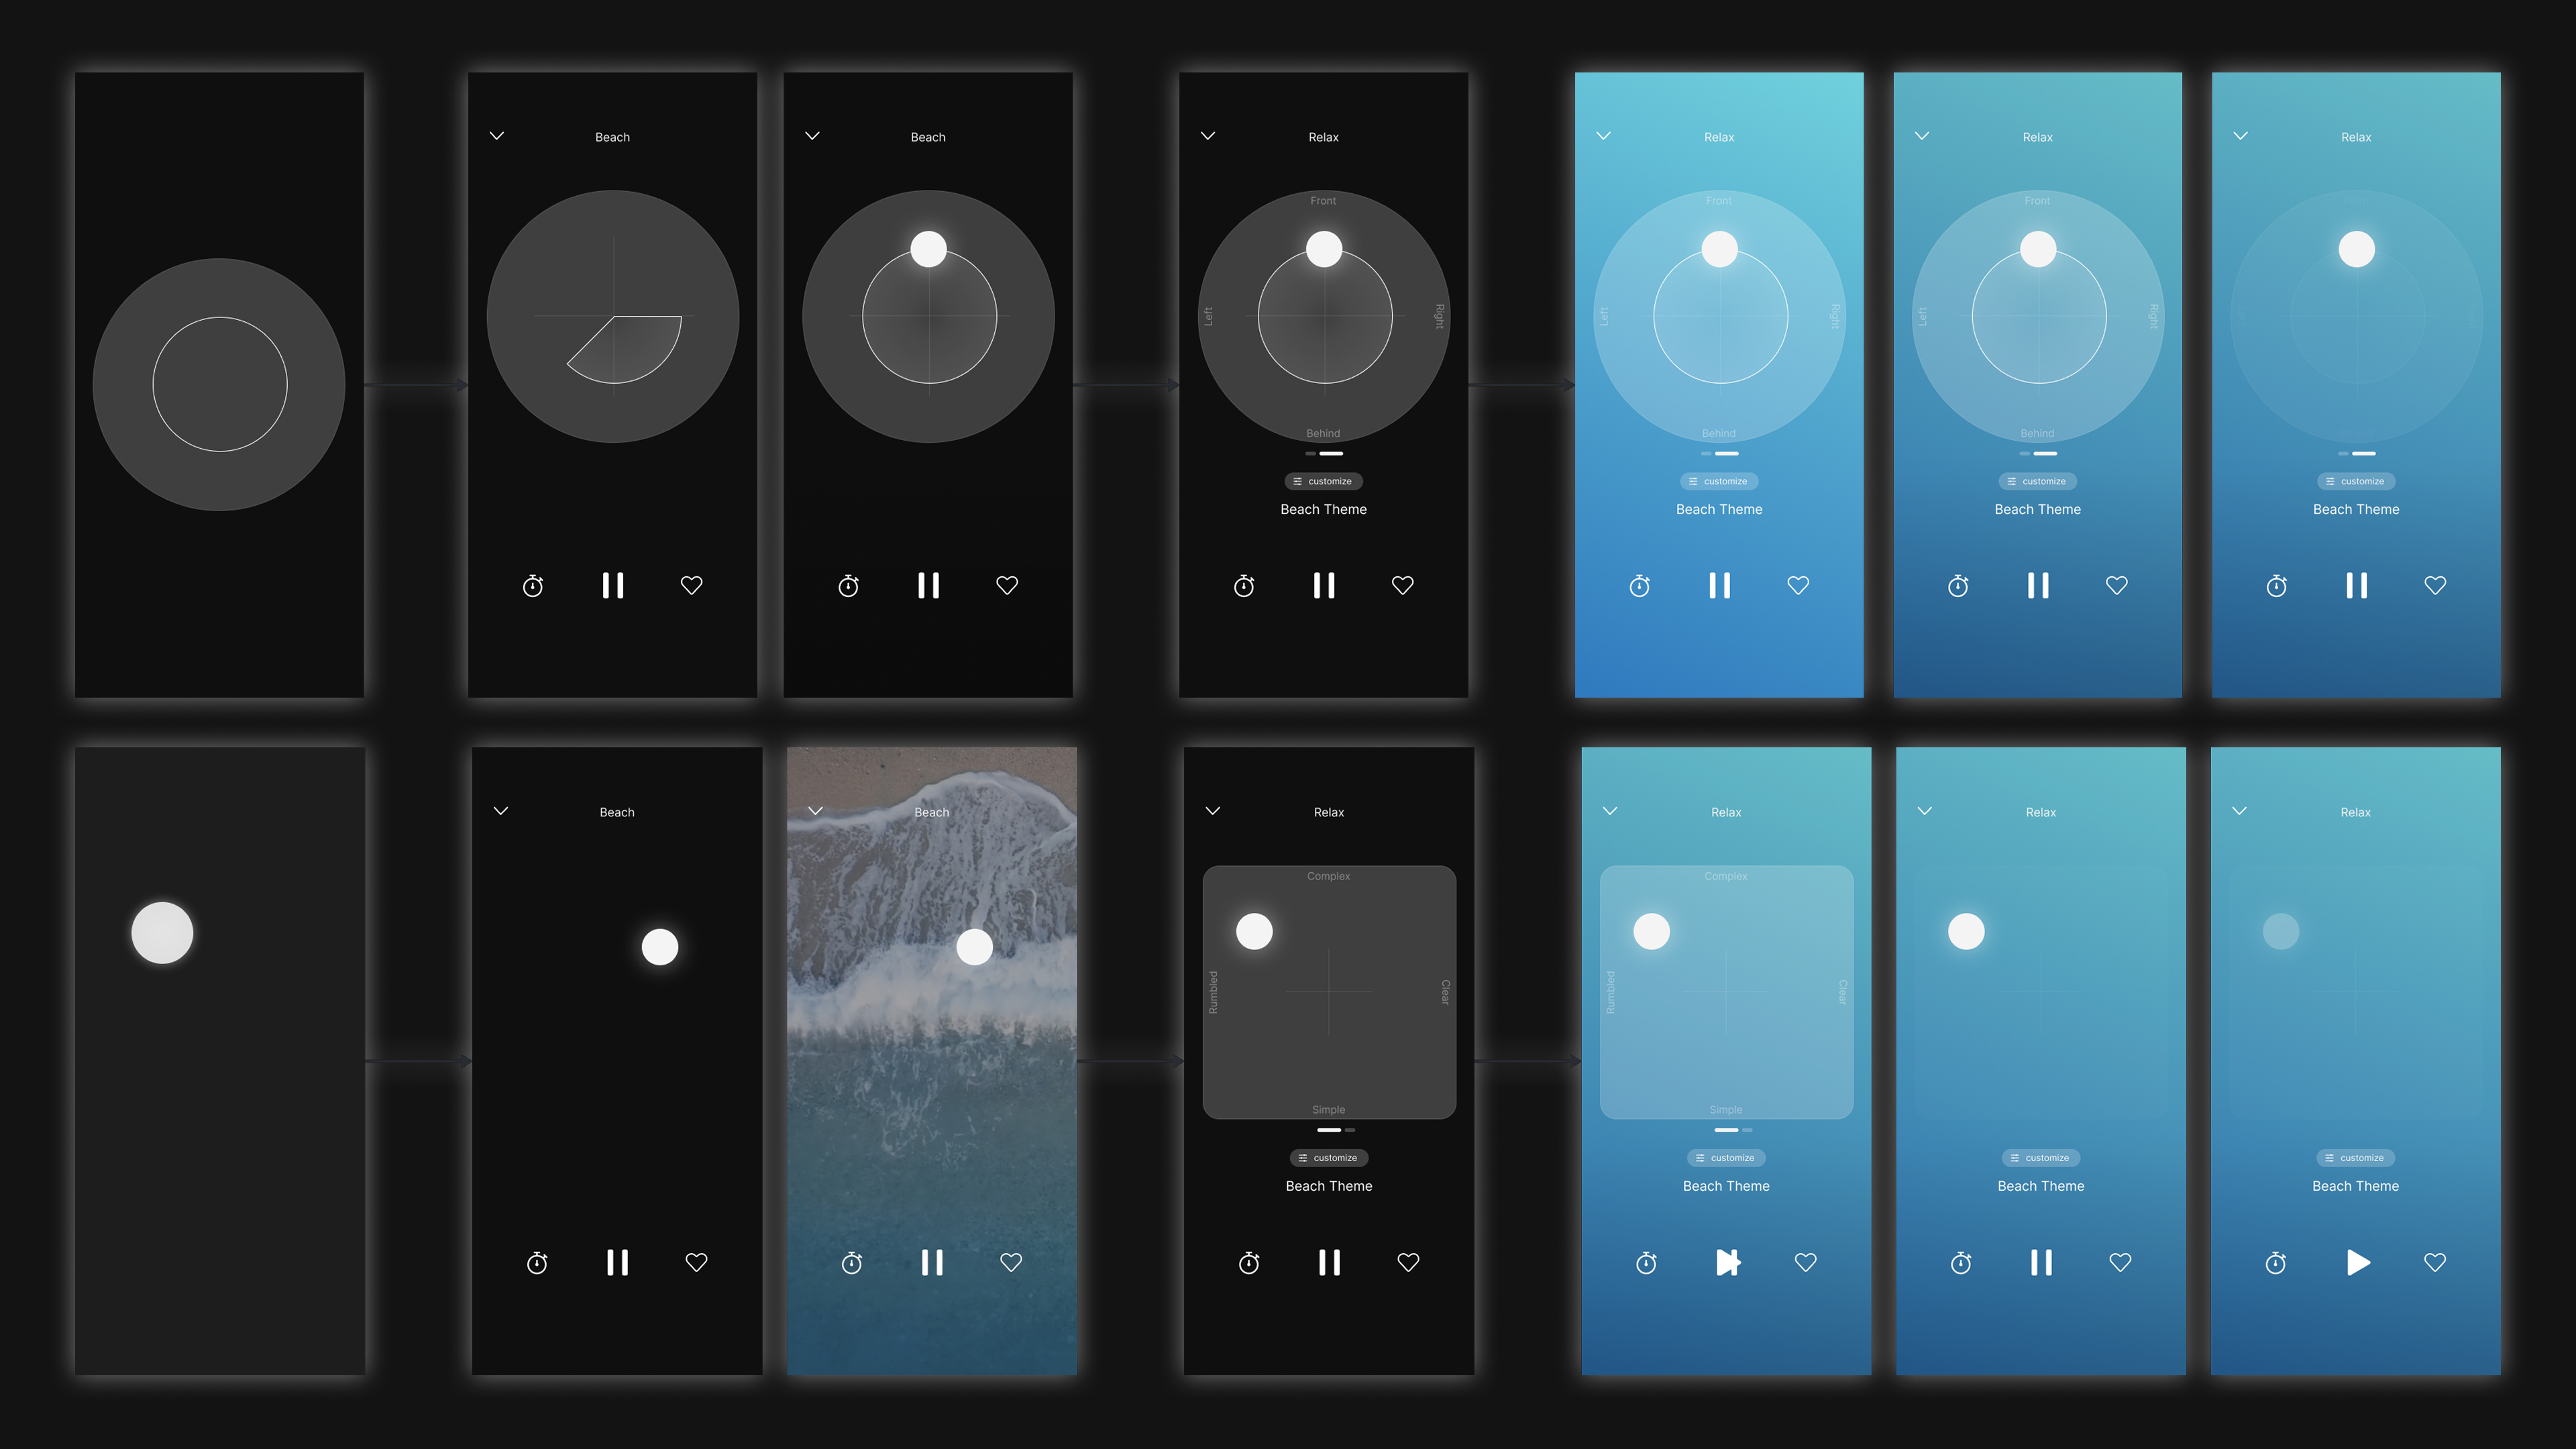 Beach
Beach
Relax
Front
Left
Right
Behind
customize
Beach Theme
Relax
Front
Left
Right
Behind
customize
Beach Theme
Relax
Front
Left
Right
Behind
customize
Beach Theme
Relax
customize
Beach Theme
Beach
Beach
Relax
Complex
Rumbled
Clear
Simple
customize
Beach Theme
Relax
Complex
Rumbled
Clear
Simple
customize
Beach Theme
Relax
customize
Beach Theme
Relax
customize
Beach Theme